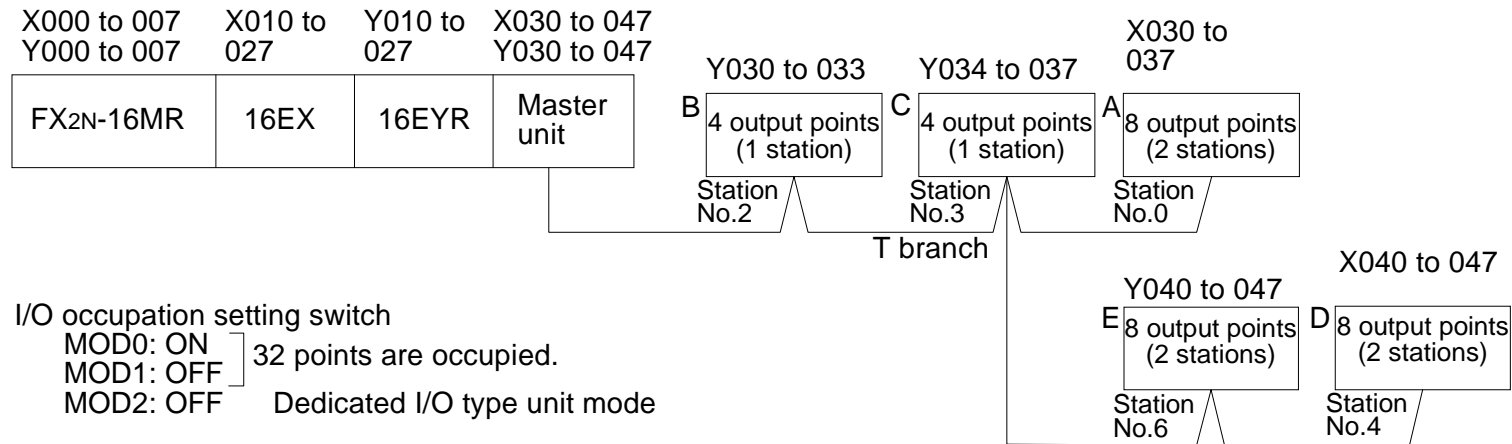 X000 to 007
Y000 to 007
X010 to
027
Y010 to
027
X030 to 047
Y030 to 047
FX2N-16MR
16EX
16EYR
Master
unit
Y030 to 033
B
4 output points
(1 station)
Station
No.2
Y034 to 037
C
4 output points
(1 station)
Station
No.3
X030 to
037
A
8 output points
(2 stations)
Station
No.0
T branch
I/O occupation setting switch
MOD0: ON
MOD1: OFF
32 points are occupied.
MOD2: OFF Dedicated I/O type unit mode
Y040 to 047
E
8 output points
(2 stations)
Station
No.6
X040 to 047
D
8 output points
(2 stations)
Station
No.4